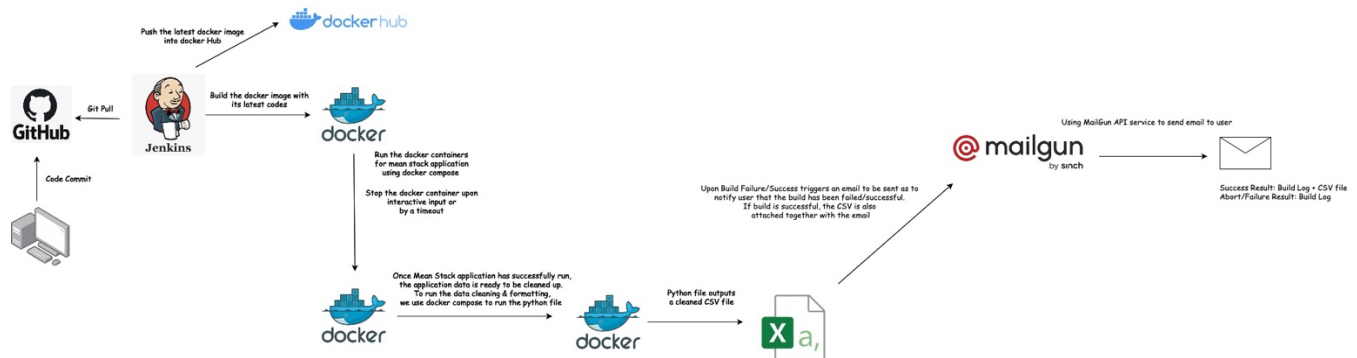 docker hub
Push the latest docker image
into docker Hub
GitHub
Git Pull
Jenkins
Build the docker image with
its latest codes
docker
Code Commit
Run the docker containers
for mean stack application
using docker compose
Stop the docker container upon
interactive input or
by a timeout
docker
Once Mean Stack application has successfully run,
the application data is ready to be cleaned up.
To run the data cleaning & formatting,
we use docker compose to run the python file
docker
Python file outputs
a cleaned CSV file
X a,
Upon Build Failure/Success triggers an email to be sent as to
notify user that the build has been failed/successful.
If build is successful, the CSV is also
attached together with the email
mailgun
by sinch
Using MailGun API service to send email to user
Success Result: Build Log + CSV file
Abort/Failure Result: Build Log